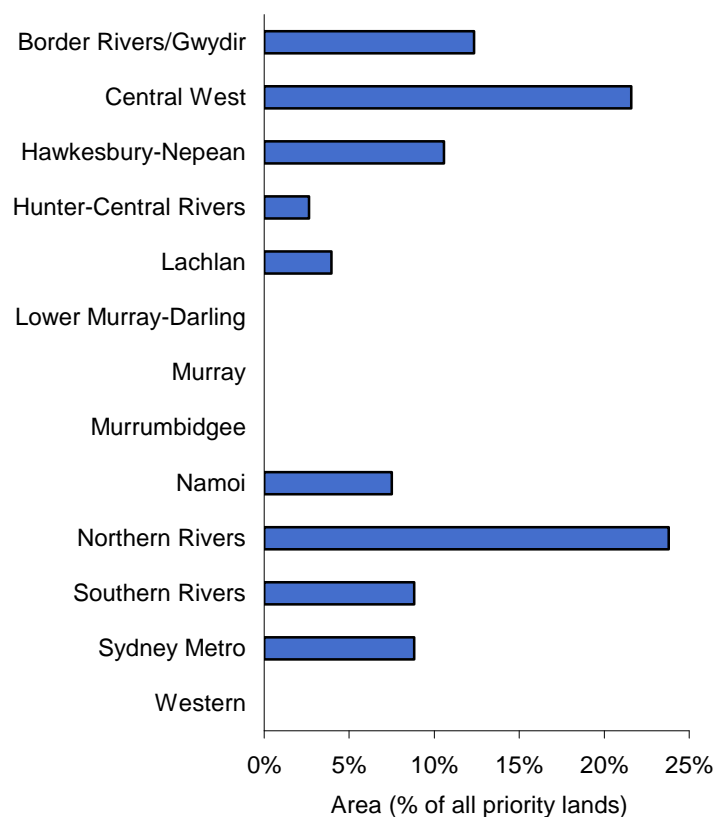 Border Rivers/Gwydir
Central West
Hawkesbury-Nepean
Hunter-Central Rivers
Lachlan
Lower Murray-Darling
Murray
Murrumbidgee
Namoi
Northern Rivers
Southern Rivers
Sydney Metro
Western
0% 5% 10% 15% 20% 25%
Area (% of all priority lands)